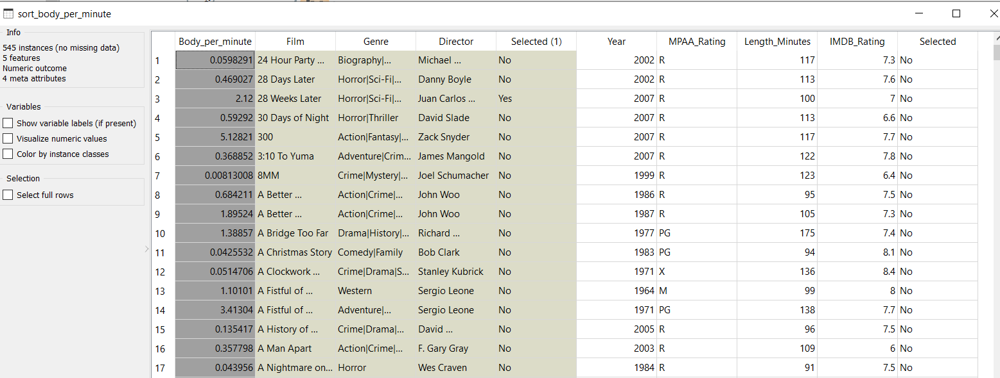 sort_body_per_minute
Info
545 instances (no missing data)
5 features
Numeric outcome
4 meta attributes
Variables
Show variable labels (if present)
Visualize numeric values
Color by instance classes
Selection
Select full rows
Body_per_minute Film Genre Director Selected (1) Year MPAA_Rating Length_Minutes IMDB_Rating Selected
1 0.0598291 24 Hour Party ... Biography|... Michael ... No 2002 R 117 7.3 No
2 0.469027 28 Days Later Horror|Sci-Fi|... Danny Boyle No 2002 R 113 7.6 No
3 2.12 28 Weeks Later Horror|Sci-Fi|... Juan Carlos ... Yes 2007 R 100 7 No
4 0.59292 30 Days of Night Horror|Thriller David Slade No 2007 R 113 6.6 No
5 5.12821 300 Action|Fantasy|... Zack Snyder No 2007 R 117 7.7 No
6 0.368852 3:10 To Yuma Adventure|Crim... James Mangold No 2007 R 122 7.8 No
7 0.00813008 8MM Crime|Mystery|... Joel Schumacher No 1999 R 123 6.4 No
8 0.684211 A Better ... Action|Crime|... John Woo No 1986 R 95 7.5 No
9 1.89524 A Better ... Action|Crime|... John Woo No 1987 R 105 7.3 No
10 1.38857 A Bridge Too Far Drama|History|... Richard ... No 1977 PG 175 7.4 No
11 0.0425532 A Christmas Story Comedy|Family Bob Clark No 1983 PG 94 8.1 No
12 0.0514706 A Clockwork ... Crime|Drama|S... Stanley Kubrick No 1971 X 136 8.4 No
13 1.10101 A Fistful of ... Western Sergio Leone No 1964 M 99 8 No
14 3.41304 A Fistful of ... Adventure|... Sergio Leone No 1971 PG 138 7.7 No
15 0.135417 A History of ... Crime|Drama|... David ... No 2005 R 96 7.5 No
16 0.357798 A Man Apart Action|Crime|... F. Gary Gray No 2003 R 109 6 No
17 0.043956 A Nightmare on... Horror Wes Craven No 1984 R 91 7.5 No